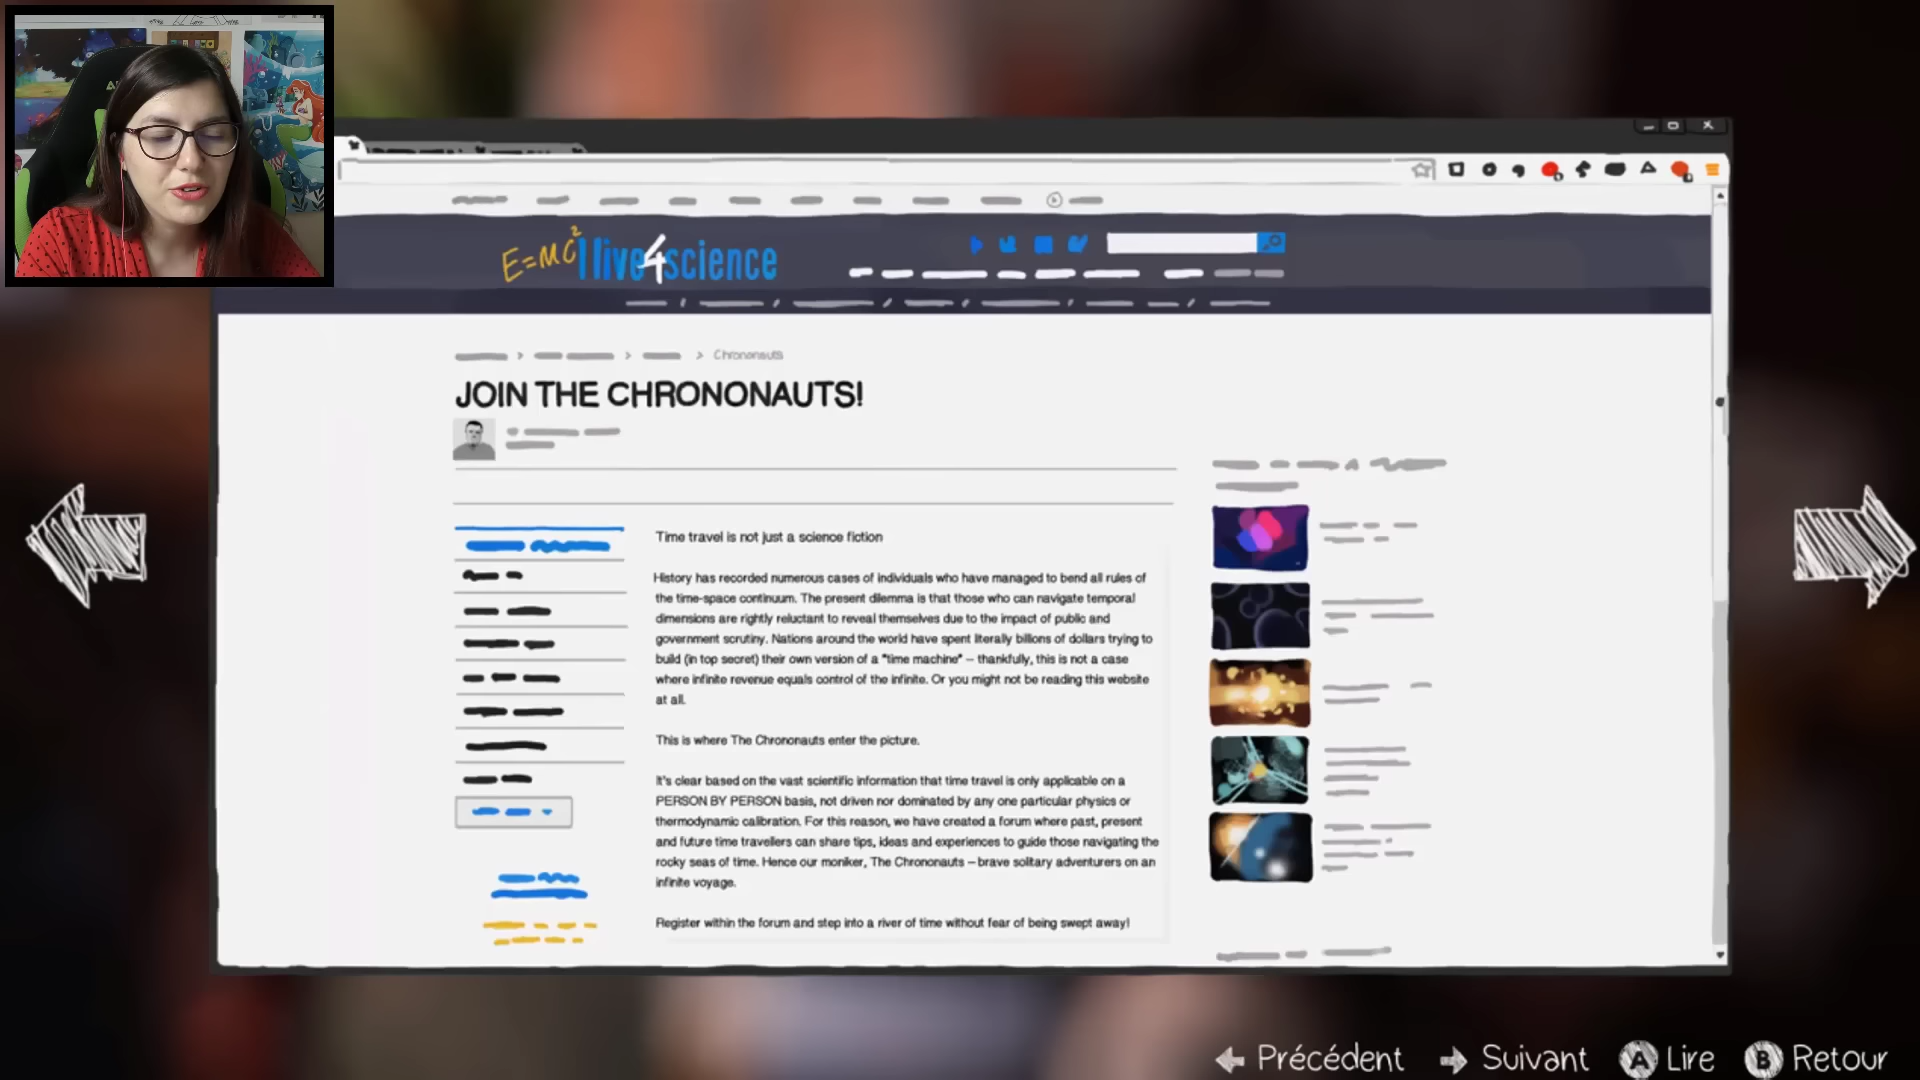 E=MC² I live4science
Chrononauts
JOIN THE CHRONONAUTS!
Time travel is not just a science fiction
History has recorded numerous cases of individuals who have managed to bend all rules of
the time-space continuum. The present dilemma is that those who can navigate temporal
dimensions are rightly reluctant to reveal themselves due to the impact of public and
government scrutiny. Nations around the world have spent literally billions of dollars trying to
build (in top secret) their own version of a "time machine" – thankfully, this is not a case
where infinite revenue equals control of the infinite. Or you might not be reading this website
at all.
This is where The Chrononauts enter the picture.
It's clear based on the vast scientific information that time travel is only applicable on a
PERSON BY PERSON basis, not driven nor dominated by any one particular physics or
thermodynamic calibration. For this reason, we have created a forum where past, present
and future time travellers can share tips, ideas and experiences to guide those navigating the
rocky seas of time. Hence our moniker, The Chrononauts – brave solitary adventurers on an
infinite voyage.
Register within the forum and step into a river of time without fear of being swept away!
Précédent Suivant A Lire B Retour